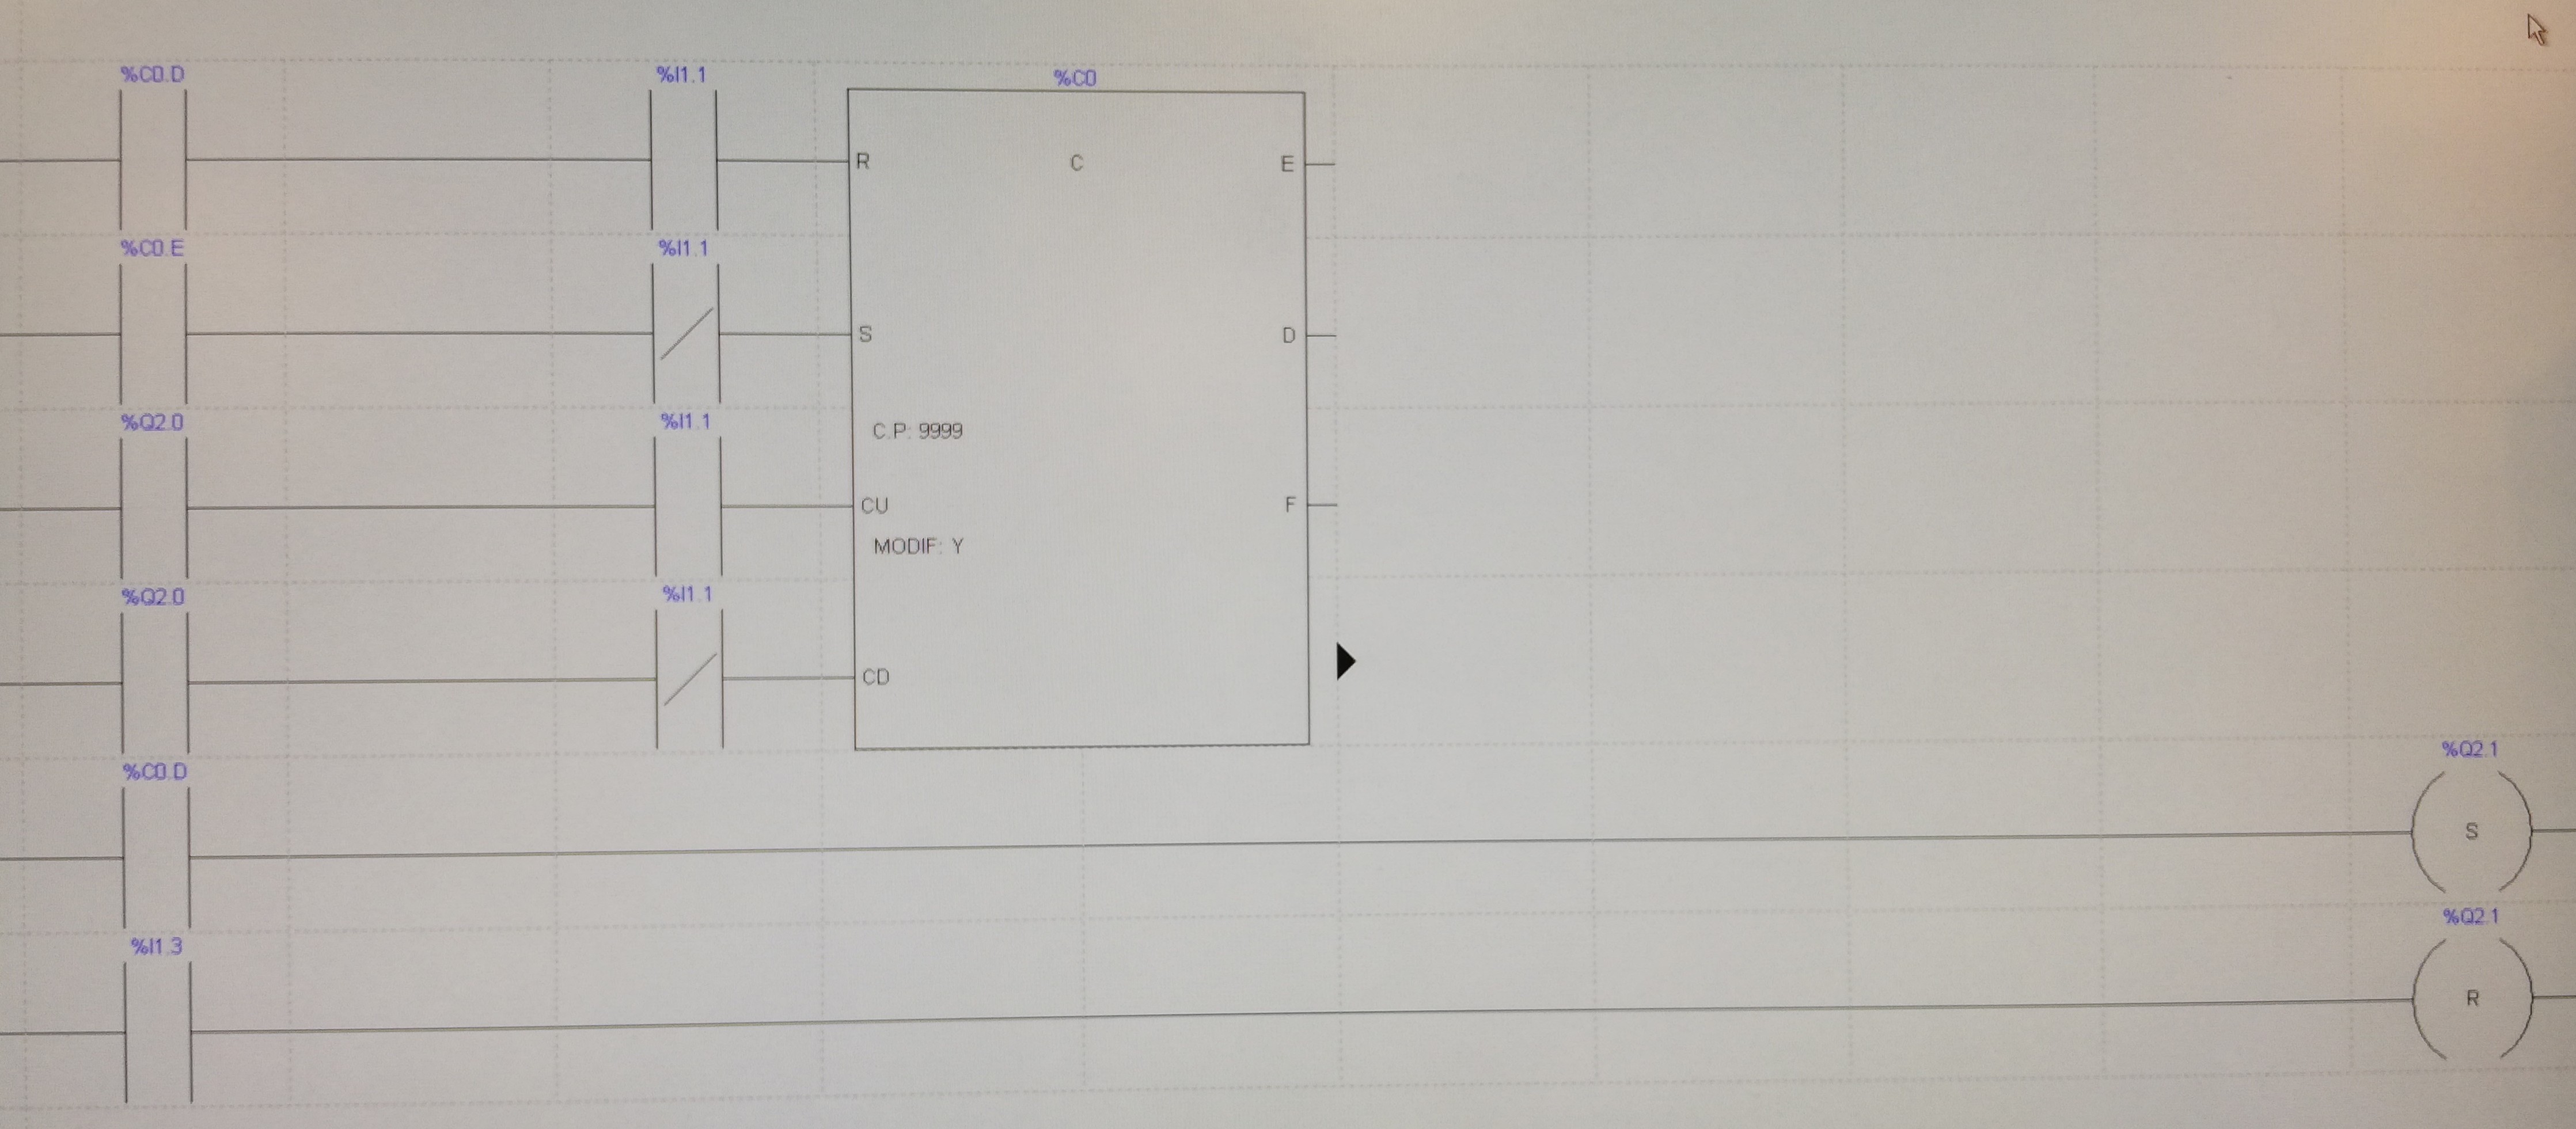 %C0.D %I1.1 %C0
R C E
%C0.E %I1.1
S D
%Q2.0 %I1.1
C.P: 9999
CU F
MODIF: Y
%Q2.0 %I1.1
CD
%C0.D %Q2.1
S
%I1.3 %Q2.1
R